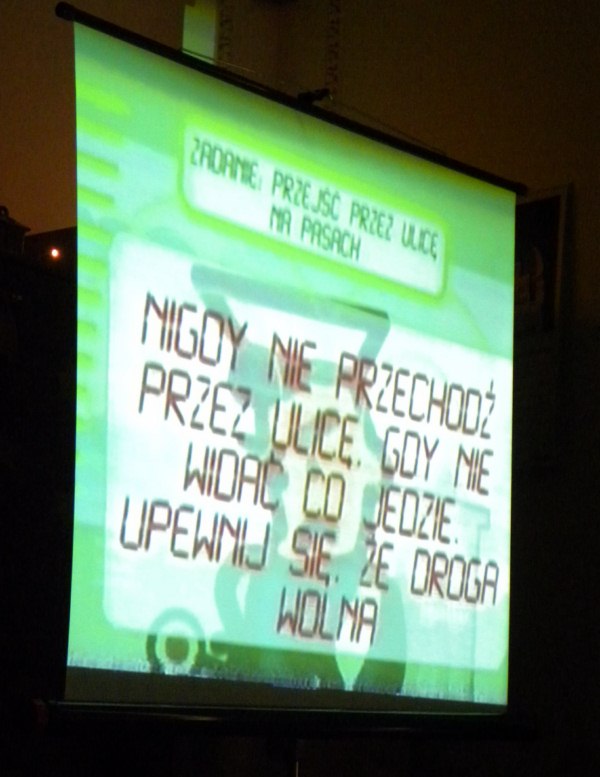 ZADANIE: PRZEJŚĆ PRZEZ ULICĘ
NA PASACH
NIGDY NIE PRZECHODŹ
PRZEZ ULICĘ, GDY NIE
WIDAĆ CO JEDZIE.
UPEWNIJ SIĘ, ŻE DROGA
WOLNA